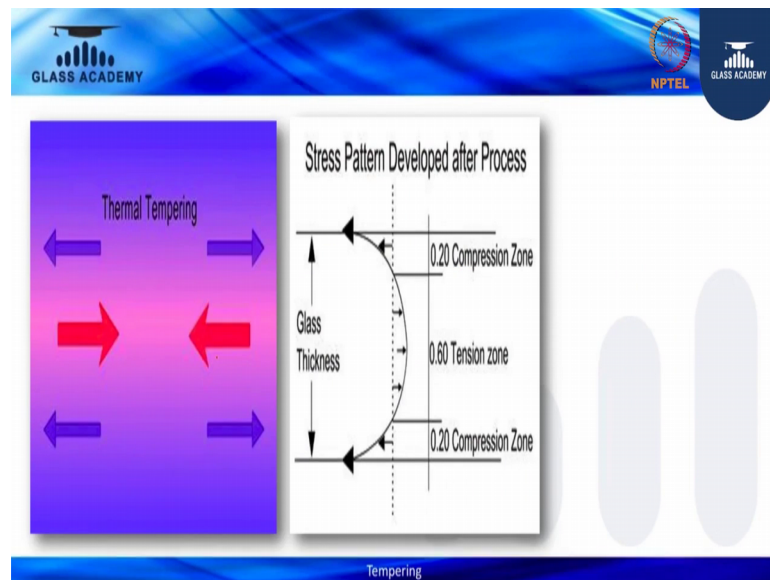 GLASS ACADEMY
NPTEL
GLASS ACADEMY
Thermal Tempering
Stress Pattern Developed after Process
0.20 Compression Zone
Glass
Thickness
0.60 Tension zone
0.20 Compression Zone
Tempering